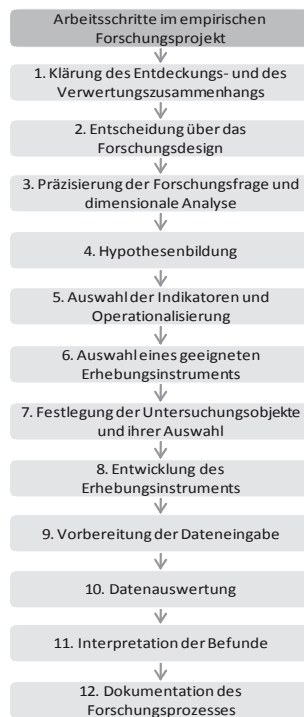 Arbeitsschritte im empirischen
Forschungsprojekt
1. Klärung des Entdeckungs- und des
Verwertungszusammenhangs
2. Entscheidung über das
Forschungsdesign
3. Präzisierung der Forschungsfrage und
dimensionale Analyse
4. Hypothesenbildung
5. Auswahl der Indikatoren und
Operationalisierung
6. Auswahl eines geeigneten
Erhebungsinstruments
7. Festlegung der Untersuchungsobjekte
und ihrer Auswahl
8. Entwicklung des
Erhebungsinstruments
9. Vorbereitung der Dateneingabe
10. Datenauswertung
11. Interpretation der Befunde
12. Dokumentation des
Forschungsprozesses